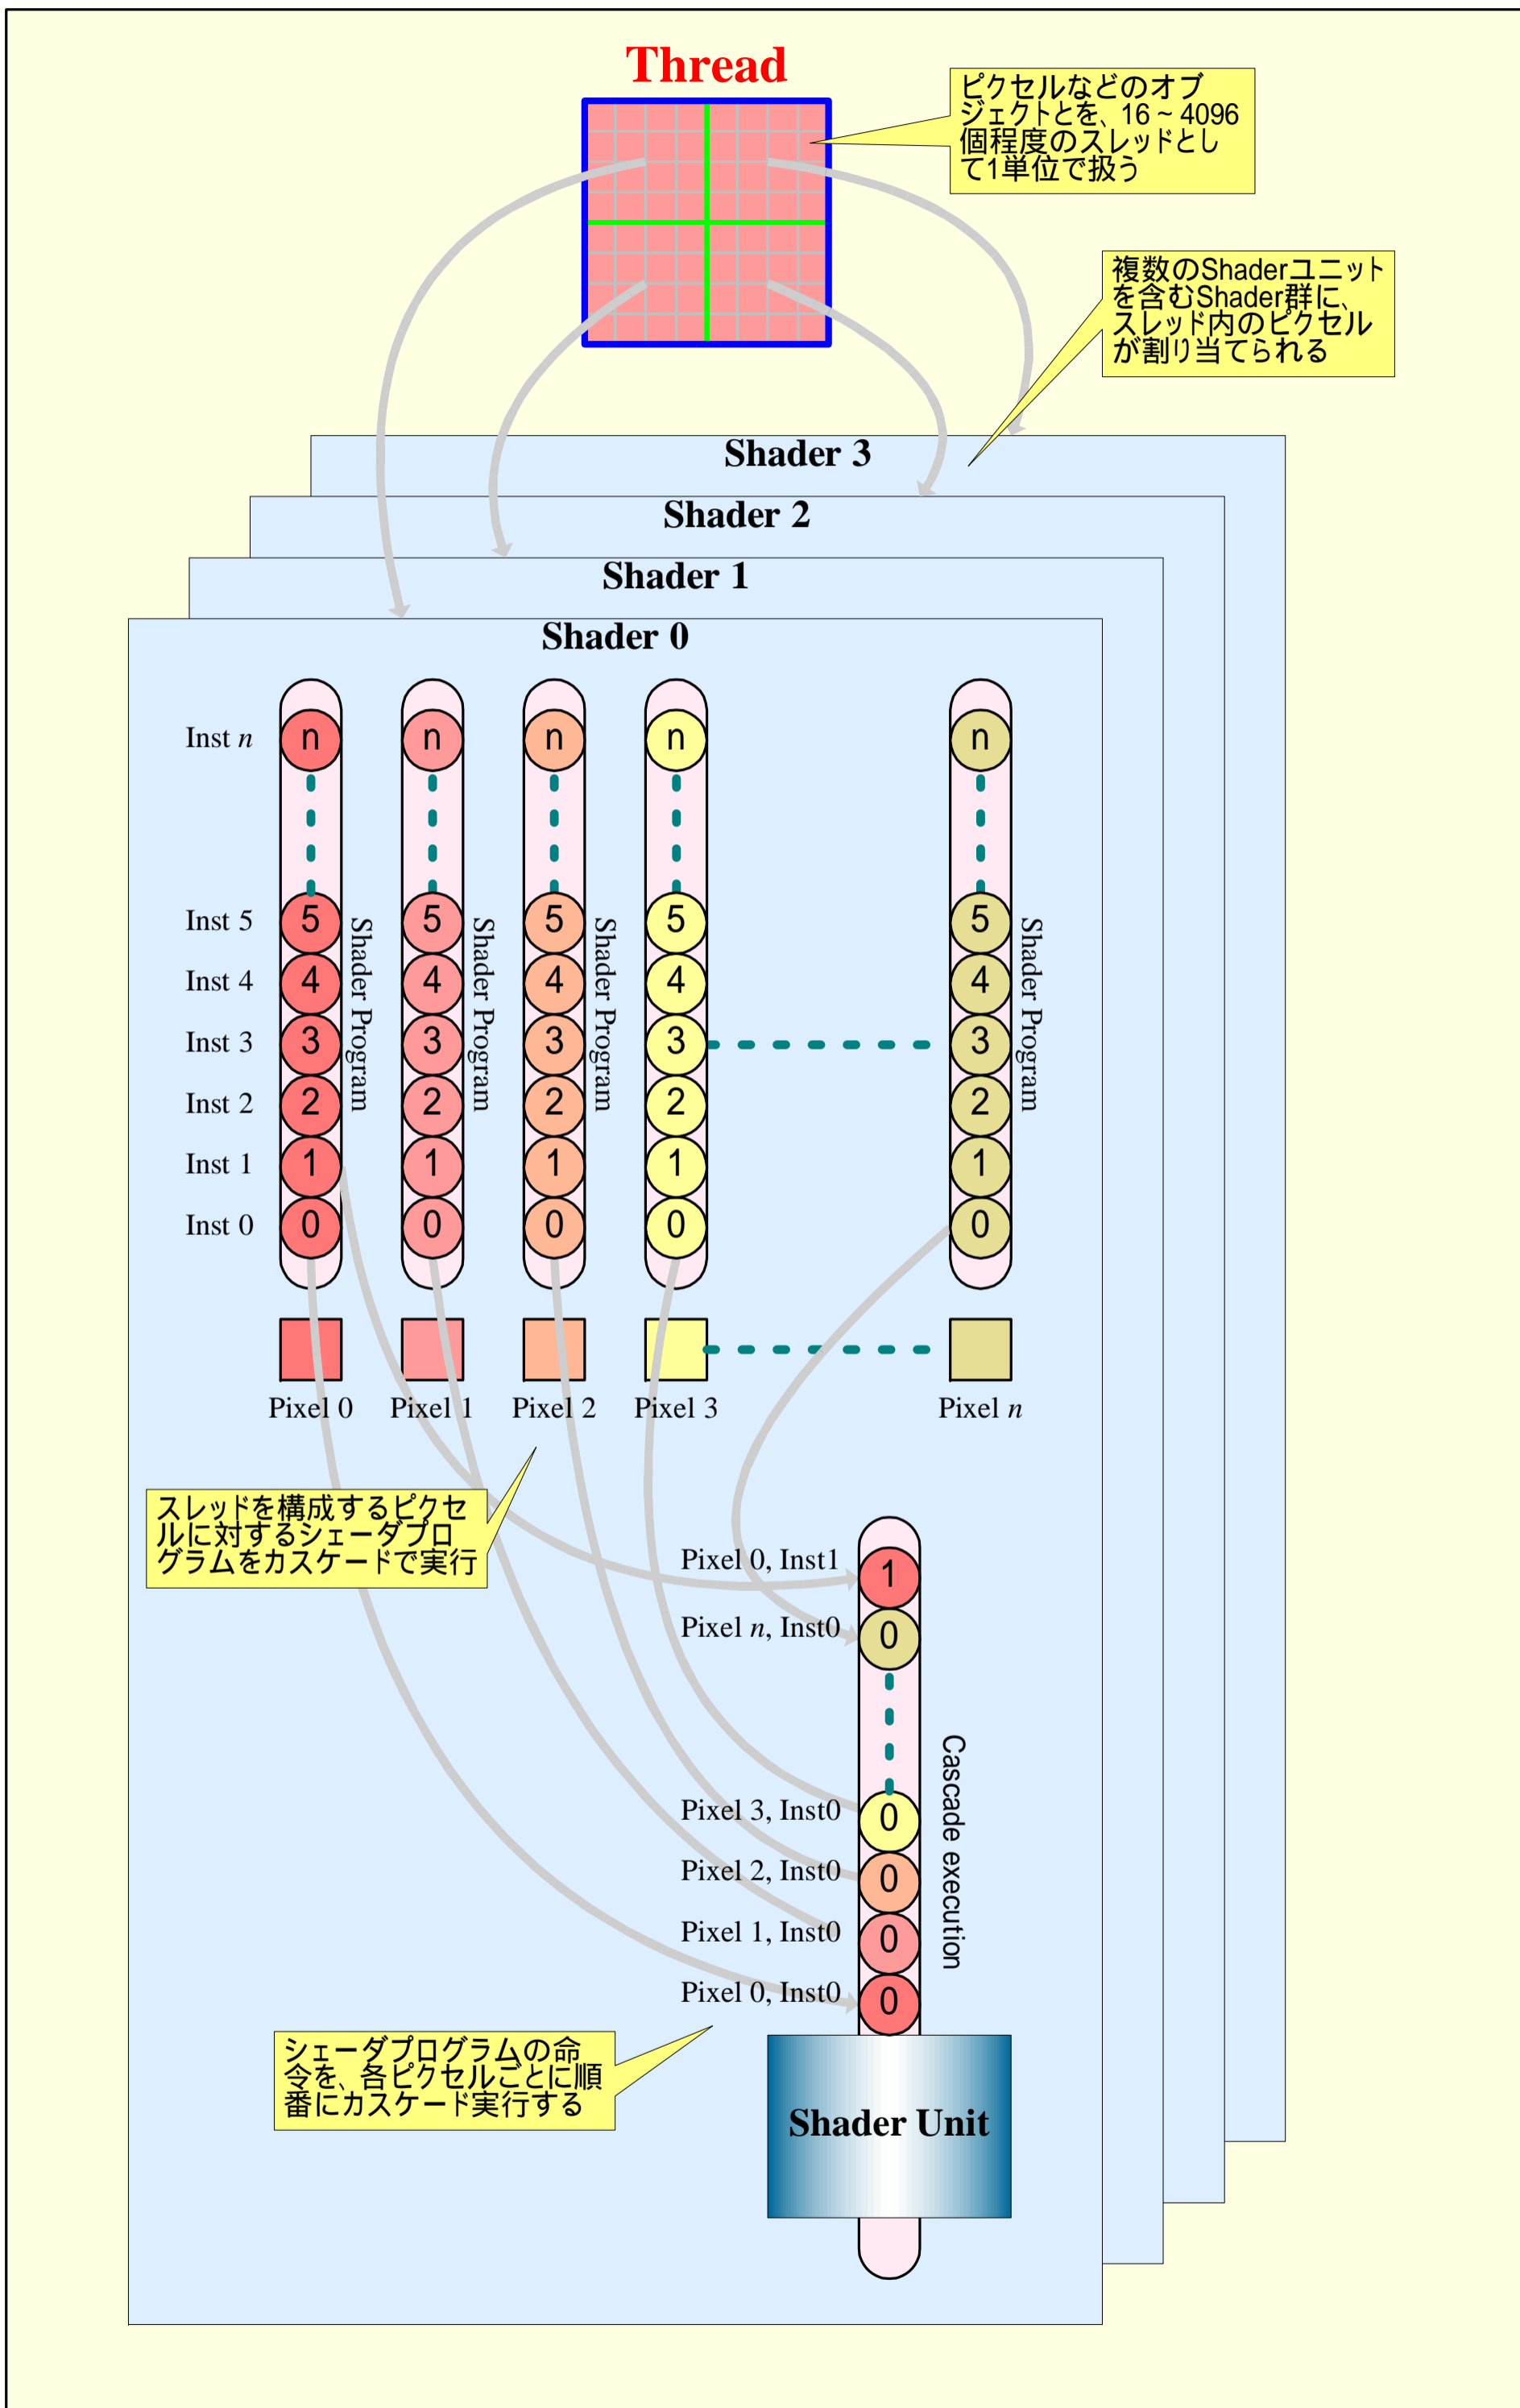 Thread
ピクセルなどのオブ
ジェクトとを、16 ~ 4096
個程度のスレッドとし
て1単位で扱う
複数のShaderユニット
を含むShader群に、
スレッド内のピクセル
が割り当てられる
Shader 3
Shader 2
Shader 1
Shader 0
Inst n
n
n
n
n
n
Inst 5
5
5
5
5
5
Inst 4
4
4
4
4
4
Inst 3
3
3
3
3
3
Inst 2
2
2
2
2
2
Inst 1
1
1
1
1
1
Inst 0
0
0
0
0
0
Shader Program
Shader Program
Shader Program
Shader Program
Pixel 0
Pixel 1
Pixel 2
Pixel 3
Pixel n
スレッドを構成するピクセ
ルに対するシェーダプロ
グラムをカスケードで実行
Pixel 0, Inst1
1
Pixel n, Inst0
0
Pixel 3, Inst0
0
Pixel 2, Inst0
0
Pixel 1, Inst0
0
Pixel 0, Inst0
0
Cascade execution
シェーダプログラムの命
令を、各ピクセルごとに順
番にカスケード実行する
Shader Unit